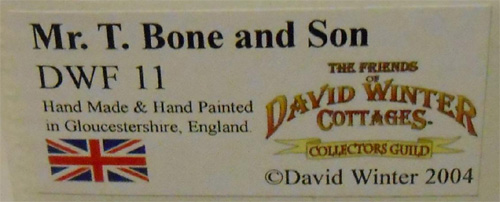 Mr. T. Bone and Son
DWF 11
Hand Made & Hand Painted
in Gloucestershire, England.
THE FRIENDS
OF
DAVID WINTER
COTTAGES™
COLLECTORS GUILD
©David Winter 2004